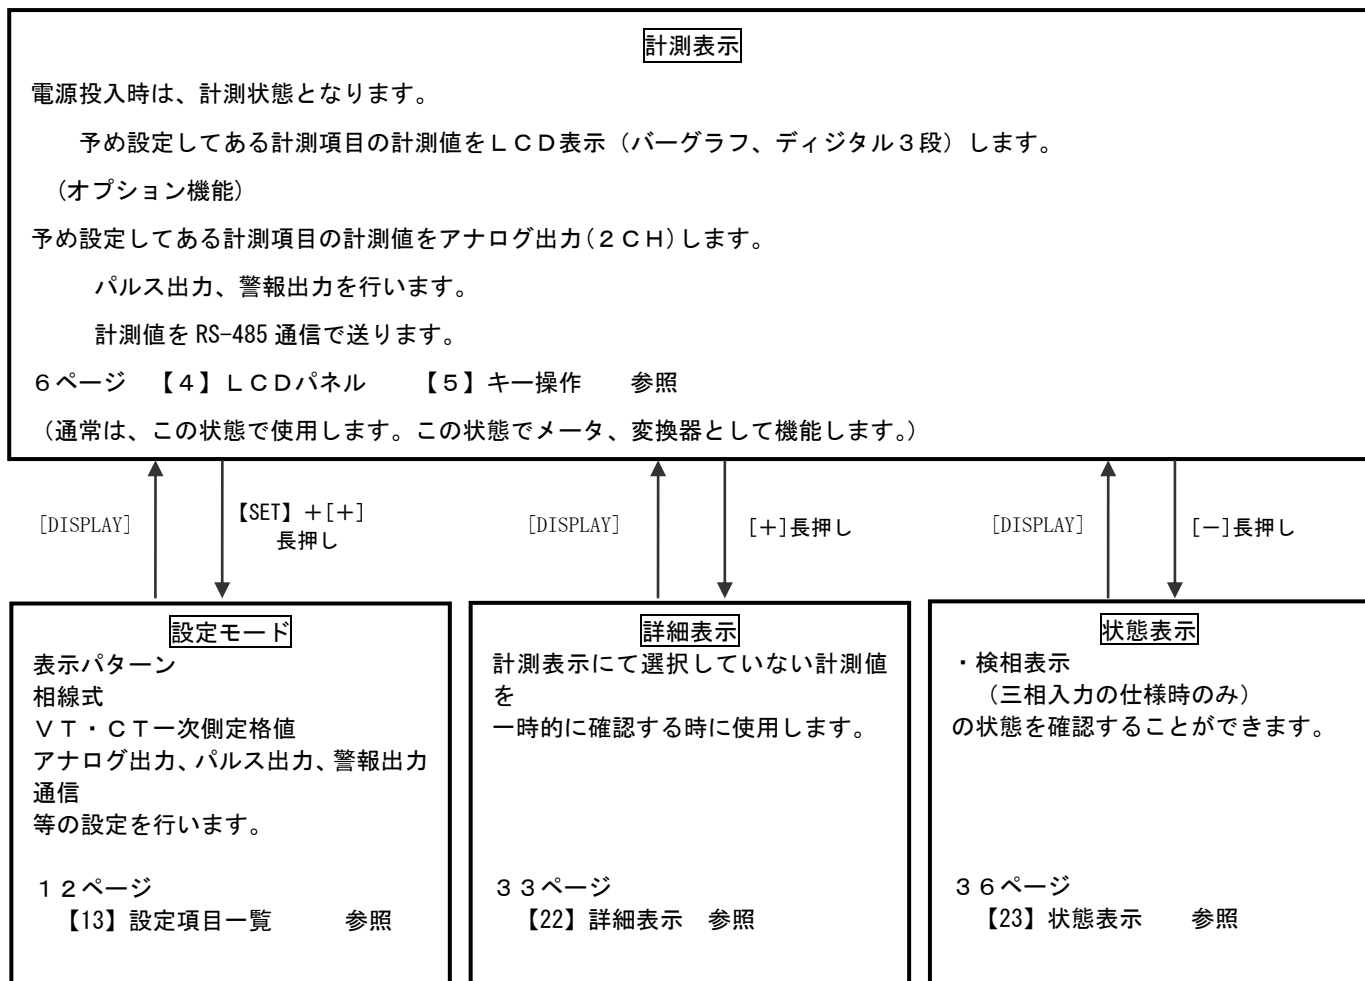 計測表示
電源投入時は、計測状態となります。
予め設定してある計測項目の計測値をＬＣＤ表示（バーグラフ、ディジタル３段）します。
(オプション機能)
予め設定してある計測項目の計測値をアナログ出力(２ＣＨ)します。
パルス出力、警報出力を行います。
計測値を RS-485 通信で送ります。
６ページ　【４】ＬＣＤパネル　　【５】キー操作　　参照
（通常は、この状態で使用します。この状態でメータ、変換器として機能します。）
[DISPLAY]
【SET】＋[＋]
長押し
[DISPLAY]
[＋]長押し
[DISPLAY]
[－]長押し
設定モード
表示パターン
相線式
ＶＴ・ＣＴ一次側定格値
アナログ出力、パルス出力、警報出力
通信
等の設定を行います。
１２ページ
【13】設定項目一覧　　　参照
詳細表示
計測表示にて選択していない計測値
を
一時的に確認する時に使用します。
３３ページ
【22】詳細表示　参照
状態表示
・検相表示
（三相入力の仕様時のみ）
の状態を確認することができます。
３６ページ
【23】状態表示　　参照